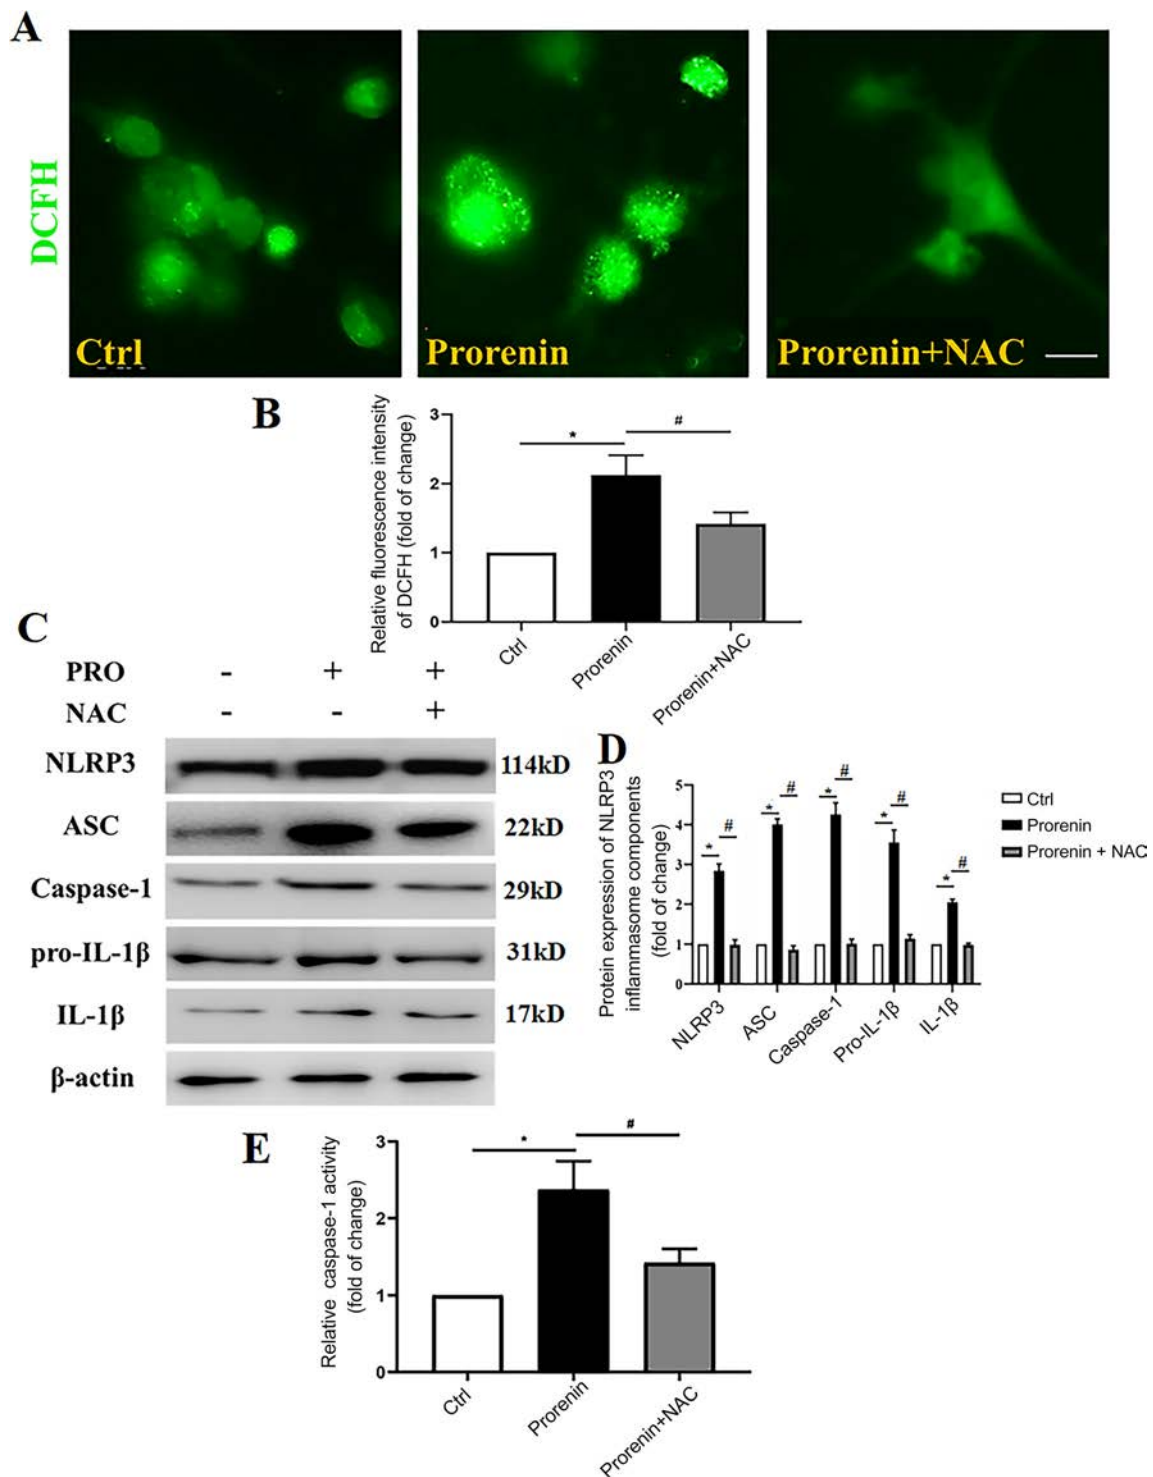 A
DCFH
Ctrl
Prorenin
Prorenin+NAC
B
Relative fluorescence intensity
of DCFH (fold of change)
3
2
1
0
*
#
Ctrl
Prorenin
Prorenin+NAC
C
PRO - + +
NAC - - +
NLRP3 114kD
ASC 22kD
Caspase-1 29kD
pro-IL-1β 31kD
IL-1β 17kD
β-actin
D
Protein expression of NLRP3
inflammasome components
(fold of change)
5
4
3
2
1
0
* #
* #
* #
* #
* #
NLRP3
ASC
Caspase-1
Pro-IL-1β
IL-1β
Ctrl
Prorenin
Prorenin + NAC
E
Relative caspase-1 activity
(fold of change)
3
2
1
0
*
#
Ctrl
Prorenin
Prorenin+NAC